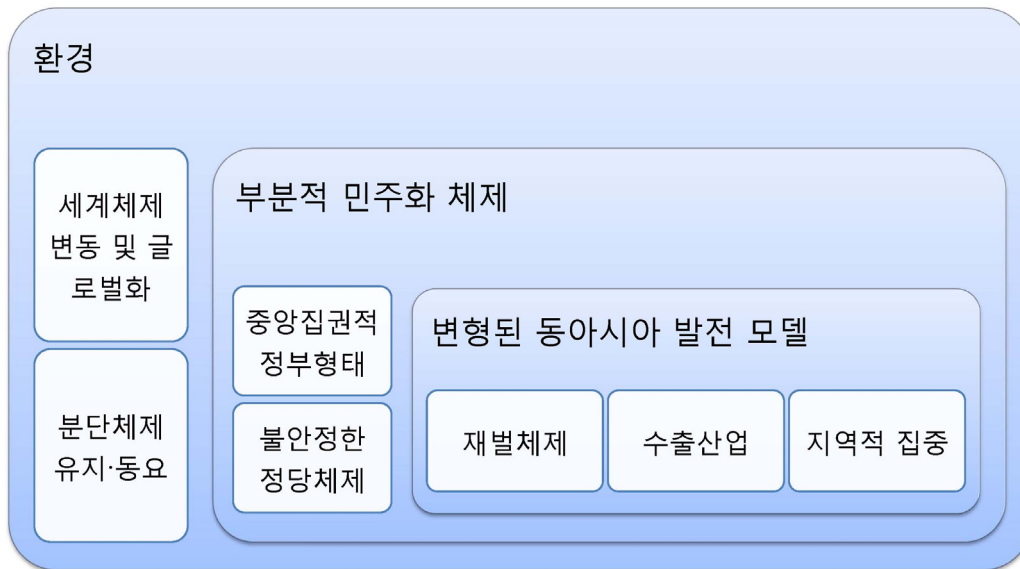 환경
세계체제
변동 및 글
로벌화
분단체제
유지·동요
부분적 민주화 체제
중앙집권적
정부형태
불안정한
정당체제
변형된 동아시아 발전 모델
재벌체제
수출산업
지역적 집중